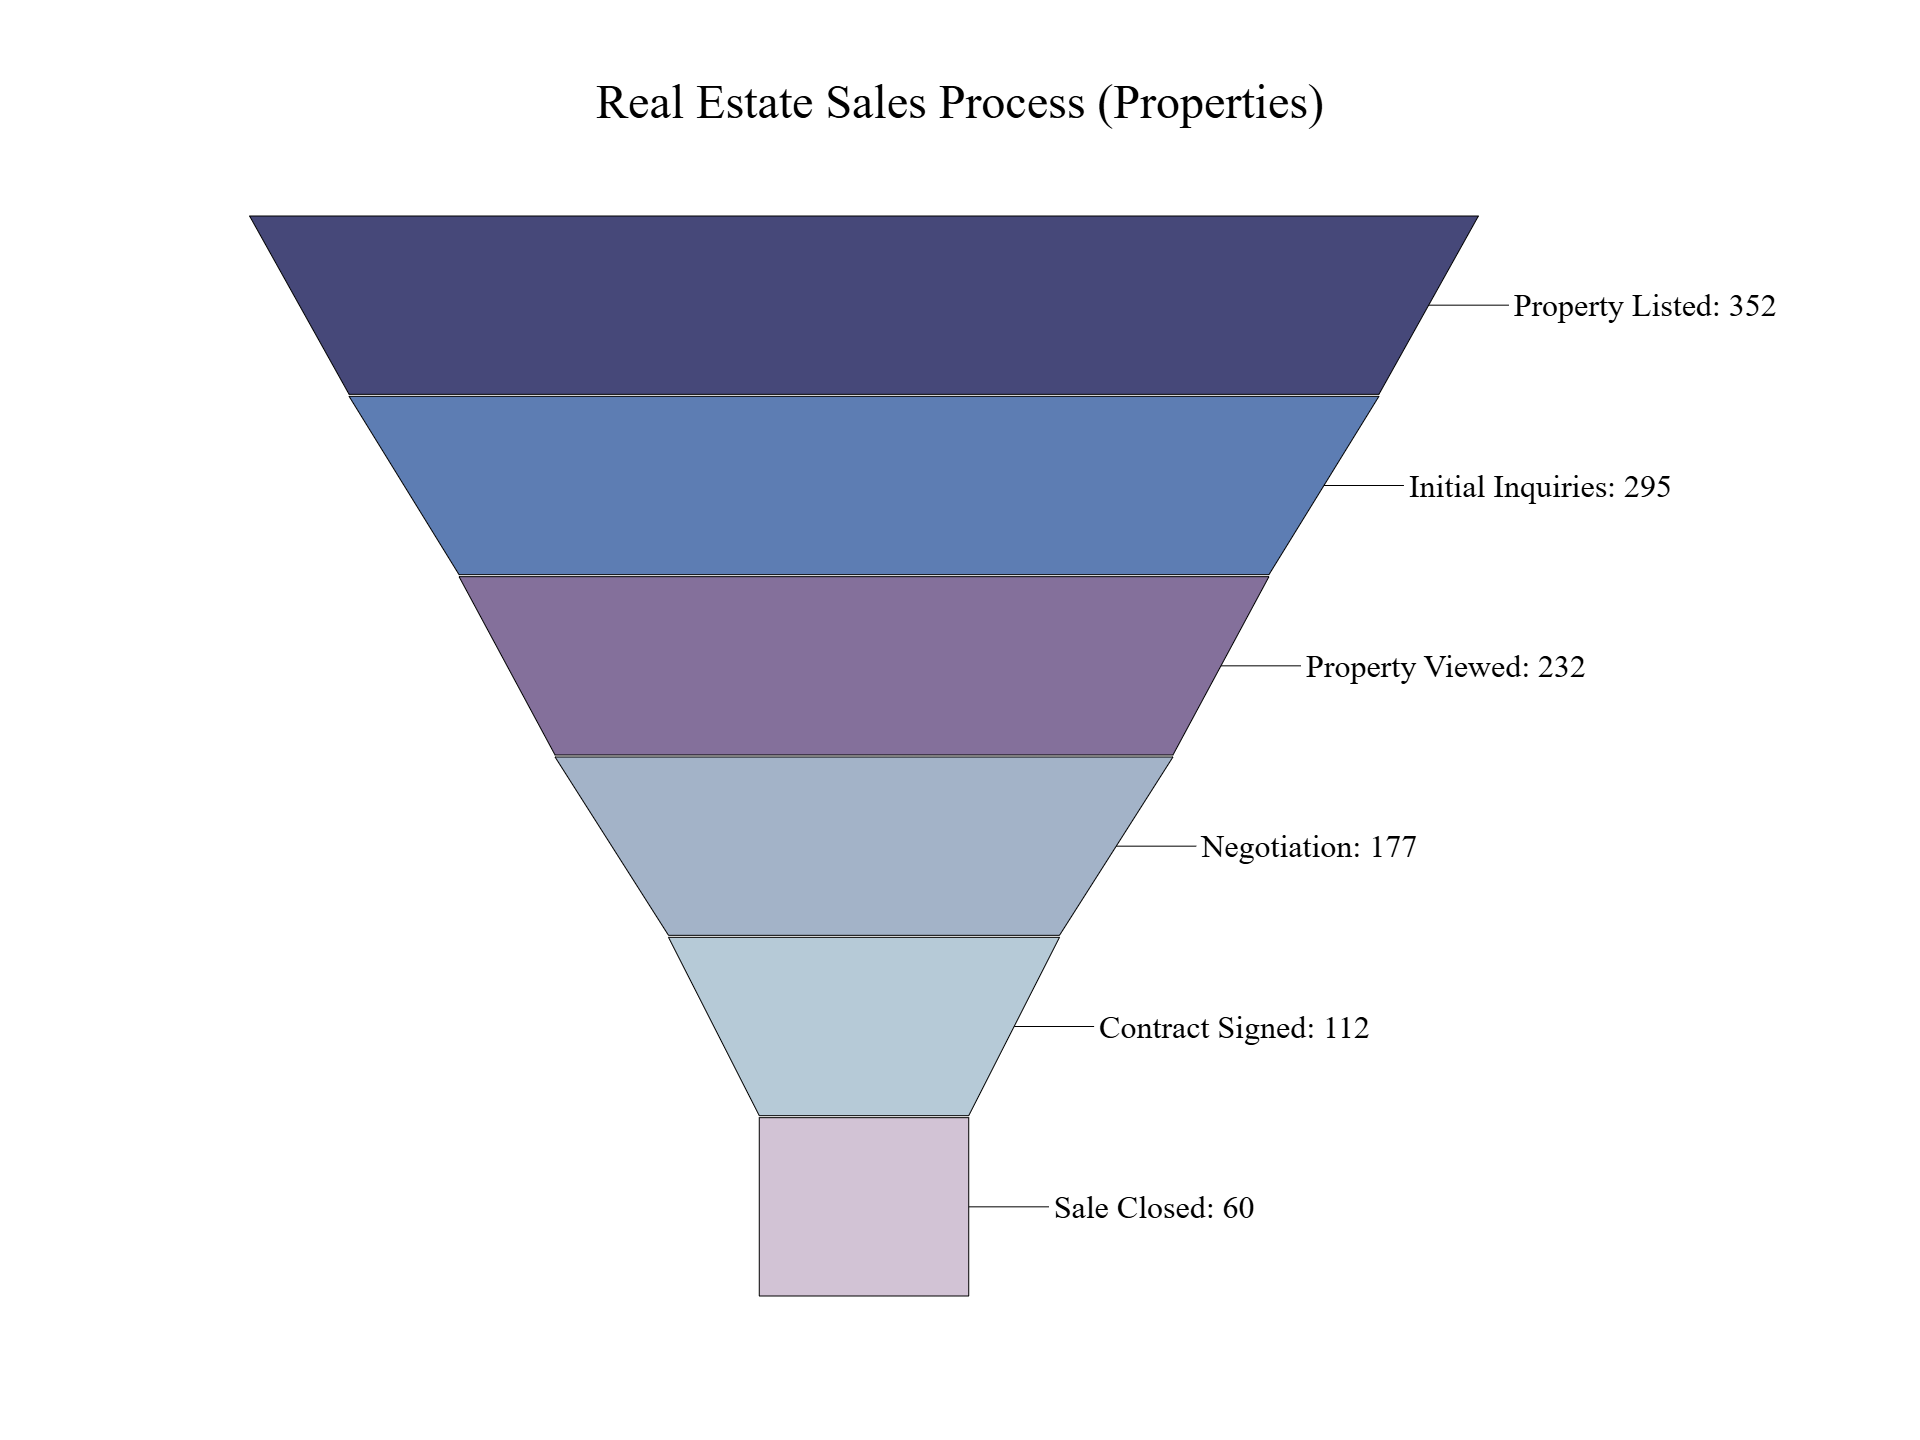 Real Estate Sales Process (Properties)
Property Listed: 352
Initial Inquiries: 295
Property Viewed: 232
Negotiation: 177
Contract Signed: 112
Sale Closed: 60